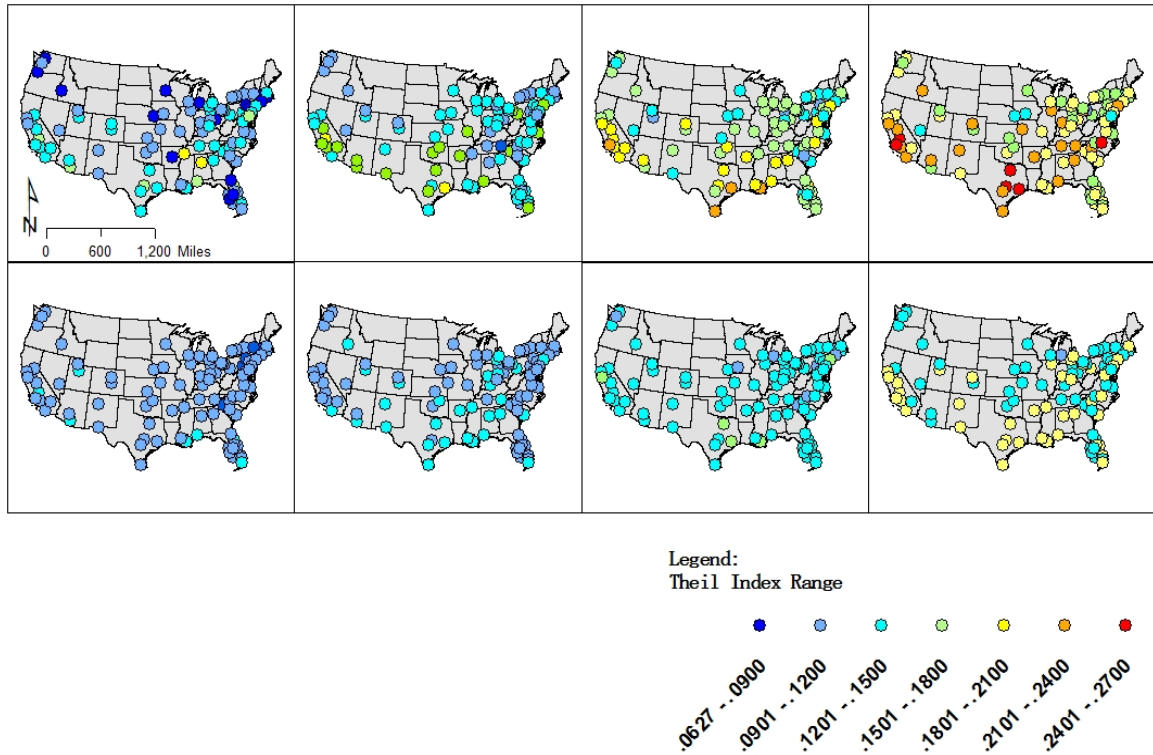 N
0 600 1,200 Miles
Legend:
Theil Index Range
.0627 - .0900
.0901 - .1200
.1201 - .1500
.1501 - .1800
.1801 - .2100
.2101 - .2400
.2401 - .2700